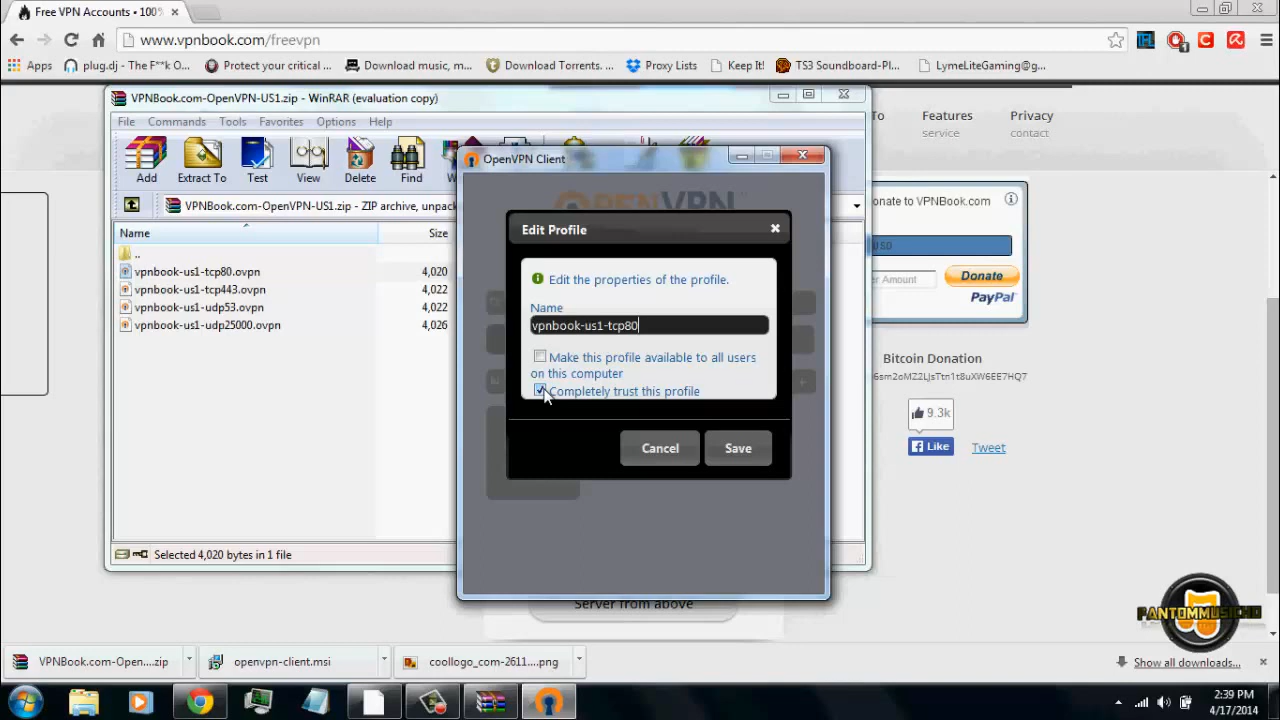 Free VPN Accounts • 100%
www.vpnbook.com/freevpn
Apps
plug.dj - The F**k O...
Protect your critical ...
Download music, m...
Download Torrents. ...
Proxy Lists
Keep It!
TS3 Soundboard-Pl...
LymeLiteGaming@g...
VPNBook.com-OpenVPN-US1.zip - WinRAR (evaluation copy)
File Commands Tools Favorites Options Help
Add
Extract To
Test
View
Delete
Find
VPNBook.com-OpenVPN-US1.zip - ZIP archive, unpack
Name
Size
..
vpnbook-us1-tcp80.ovpn 4,020
vpnbook-us1-tcp443.ovpn 4,022
vpnbook-us1-udp53.ovpn 4,022
vpnbook-us1-udp25000.ovpn 4,026
Selected 4,020 bytes in 1 file
OpenVPN Client
OPENVPN
Edit Profile
Edit the properties of the profile.
Name
vpnbook-us1-tcp80
Make this profile available to all users
on this computer
Completely trust this profile
Cancel
Save
To
Features
service
Privacy
contact
onate to VPNBook.com
Amount
Donate
PayPal
Bitcoin Donation
9.3k
Like
Tweet
Server from above
PANTOMMUSICHD
VPNBook.com-Open....zip
openvpn-client.msi
coollogo_com-2611....png
Show all downloads...
2:39 PM
4/17/2014